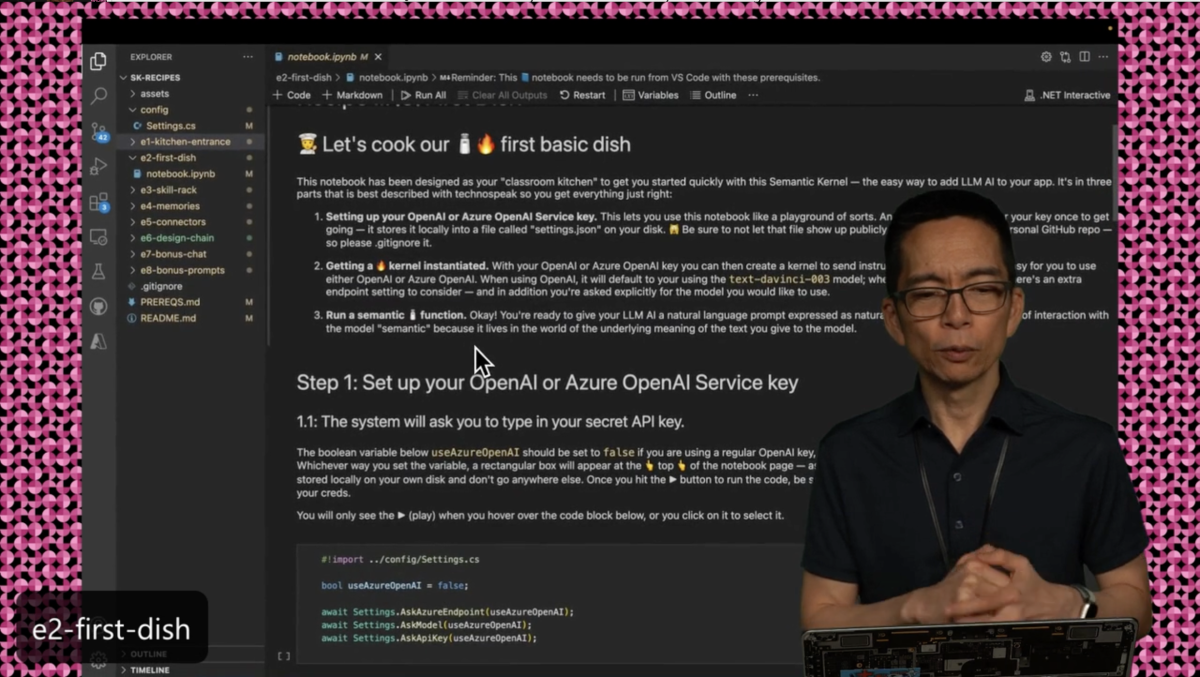 EXPLORER
SK-RECIPES
assets
config
Settings.cs M
e1-kitchen-entrance
e2-first-dish
notebook.ipynb M
e3-skill-rack
e4-memories
e5-connectors
e6-design-chain
e7-bonus-chat
e8-bonus-prompts
.gitignore
PREREQS.md M
README.md M
OUTLINE
TIMELINE
42
3
notebook.ipynb M
e2-first-dish > notebook.ipynb > M↓Reminder: This notebook needs to be run from VS Code with these prerequisites.
+ Code + Markdown Run All Clear All Outputs Restart Variables Outline ... .NET Interactive
Let's cook our 🧂🔥 first basic dish
This notebook has been designed as your "classroom kitchen" to get you started quickly with this Semantic Kernel — the easy way to add LLM AI to your app. It's in three
parts that is best described with technospeak so you get everything just right:
1. Setting up your OpenAI or Azure OpenAI Service key. This lets you use this notebook like a playground of sorts. An your key once to get
going — it stores it locally into a file called "settings.json" on your disk. Be sure to not let that file show up publicly GitHub repo —
so please .gitignore it.
2. Getting a 🔥 kernel instantiated. With your OpenAI or Azure OpenAI key you can then create a kernel to send for you to use
either OpenAI or Azure OpenAI. When using OpenAI, it will default to your using the text-davinci-003 model; an extra
endpoint setting to consider — and in addition you're asked explicitly for the model you would like to use.
3. Run a semantic 🧂 function. Okay! You're ready to give your LLM AI a natural language prompt expressed as of interaction with
the model "semantic" because it lives in the world of the underlying meaning of the text you give to the model.
Step 1: Set up your OpenAI or Azure OpenAI Service key
1.1: The system will ask you to type in your secret API key.
The boolean variable below useAzureOpenAI should be set to false if you are using a regular OpenAI key,
Whichever way you set the variable, a rectangular box will appear at the 👆 top 👆 of the notebook page —
stored locally on your own disk and don't go anywhere else. Once you hit the ▶ button to run the code, be
your creds.
You will only see the ▶ (play) when you hover over the code block below, or you click on it to select it.
#!import ../config/Settings.cs
bool useAzureOpenAI = false;
await Settings.AskAzureEndpoint(useAzureOpenAI);
await Settings.AskModel(useAzureOpenAI);
await Settings.AskApiKey(useAzureOpenAI);
[ ]
e2-first-dish